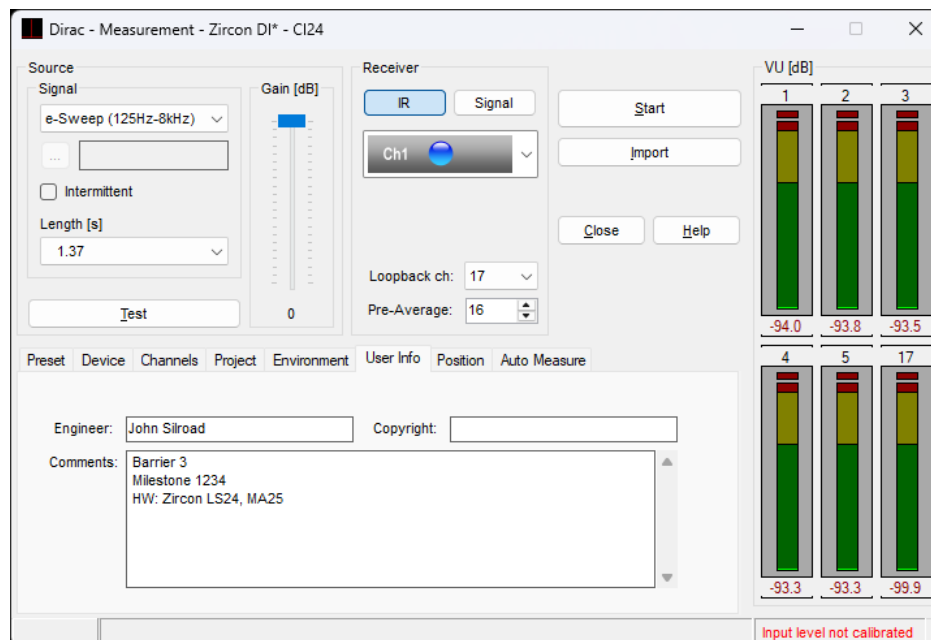 Dirac - Measurement - Zircon DI* - CI24
Source
Signal
e-Sweep (125Hz-8kHz)
...
Intermittent
Length [s]
1.37
Test
Gain [dB]
0
Receiver
IR
Signal
Ch1
Loopback ch:
17
Pre-Average:
16
Start
Import
Close
Help
VU [dB]
1 2 3
-94.0 -93.8 -93.5
4 5 17
-93.3 -93.3 -99.9
Preset Device Channels Project Environment User Info Position Auto Measure
Engineer: John Silroad Copyright:
Comments: Barrier 3
Milestone 1234
HW: Zircon LS24, MA25
Input level not calibrated